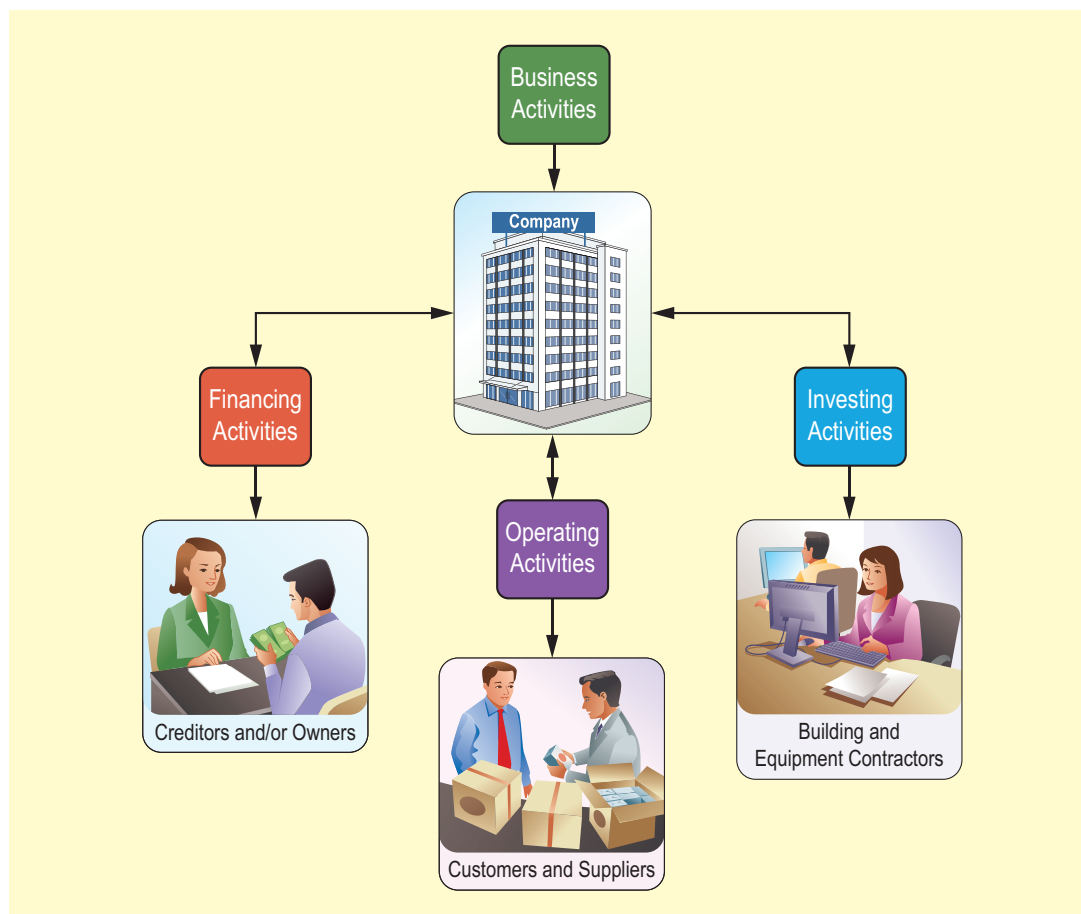 Business
Activities
Company
Financing
Activities
Investing
Activities
Operating
Activities
Creditors and/or Owners
Building and
Equipment Contractors
Customers and Suppliers